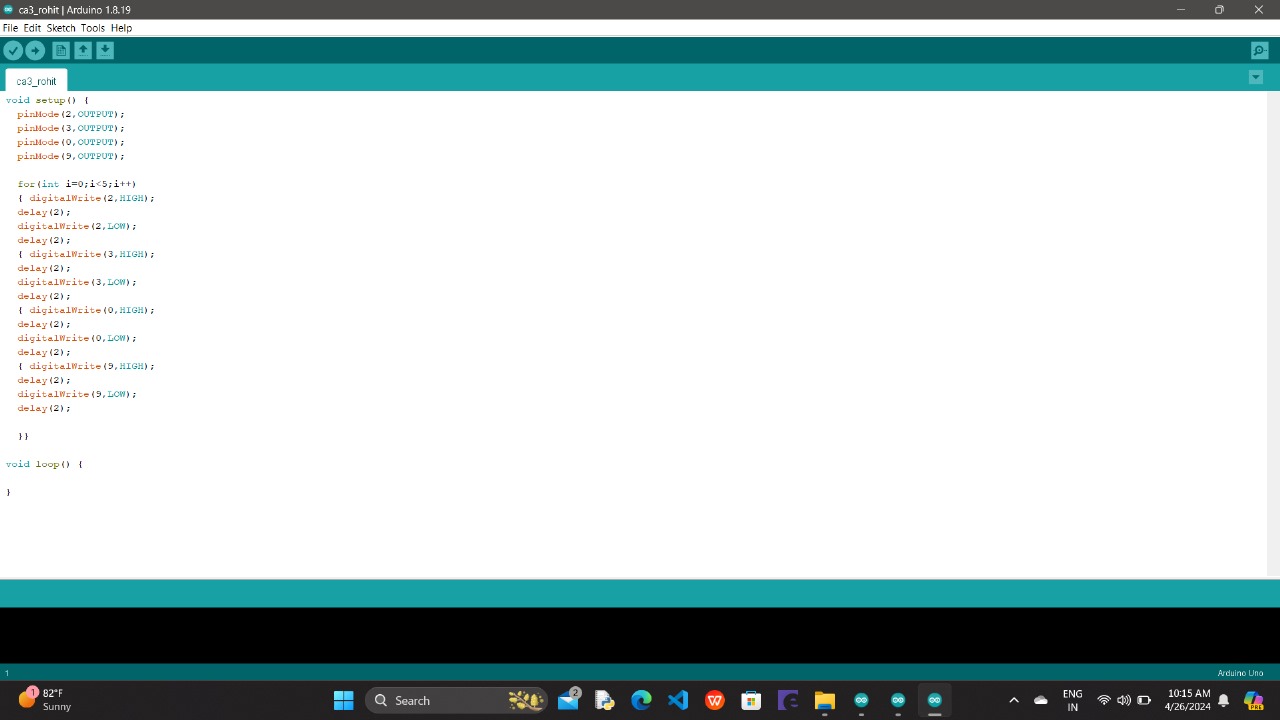 ca3_rohit | Arduino 1.8.19
File Edit Sketch Tools Help
ca3_rohit
void setup() {
pinMode(2,OUTPUT);
pinMode(3,OUTPUT);
pinMode(0,OUTPUT);
pinMode(9,OUTPUT);
for(int i=0;i<5;i++)
{ digitalWrite(2,HIGH);
delay(2);
digitalWrite(2,LOW);
delay(2);
{ digitalWrite(3,HIGH);
delay(2);
digitalWrite(3,LOW);
delay(2);
{ digitalWrite(0,HIGH);
delay(2);
digitalWrite(0,LOW);
delay(2);
{ digitalWrite(9,HIGH);
delay(2);
digitalWrite(9,LOW);
delay(2);
}}
void loop() {
}
1
Arduino Uno
1
82°F
Sunny
Search
2
W
ENG
IN
10:15 AM
4/26/2024
PRE